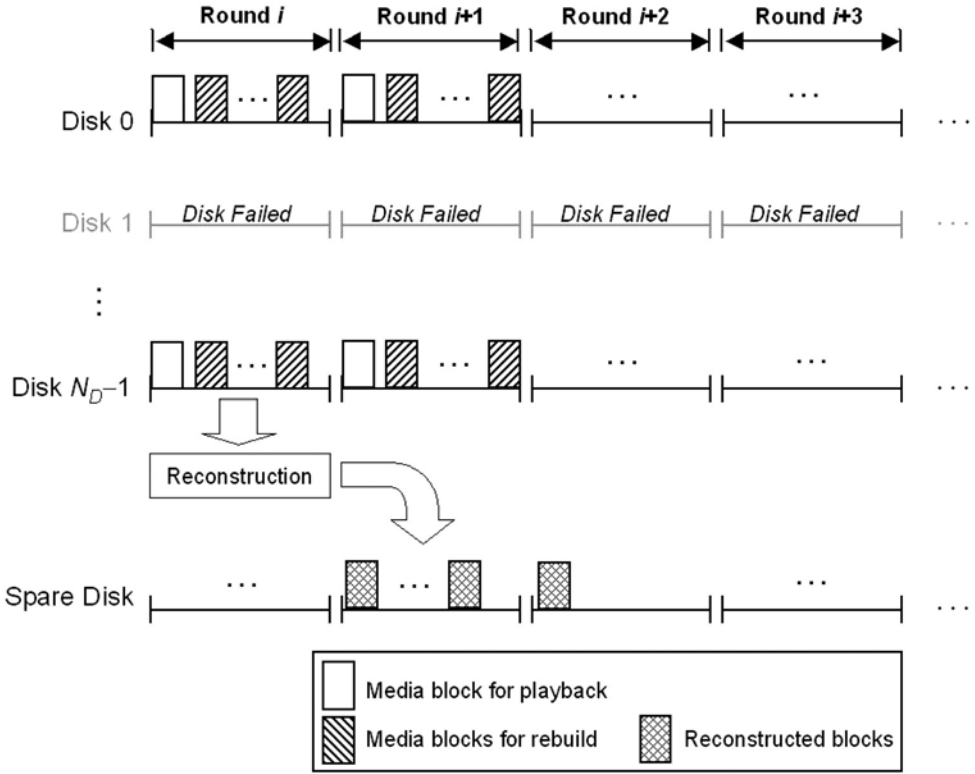 Round i Round i+1 Round i+2 Round i+3
Disk 0 ... ... ... ... ...
Disk 1 Disk Failed Disk Failed Disk Failed Disk Failed ...
⋮
Disk N_D–1 ... ... ... ... ...
Reconstruction
Spare Disk ... ... ... ...
Media block for playback
Media blocks for rebuild Reconstructed blocks